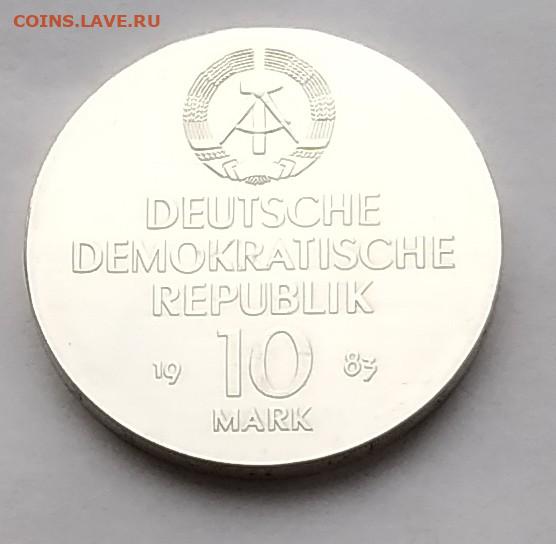 COINS.LAVE.RU
DEUTSCHE
DEMOKRATISCHE
REPUBLIK
19 10 83
MARK